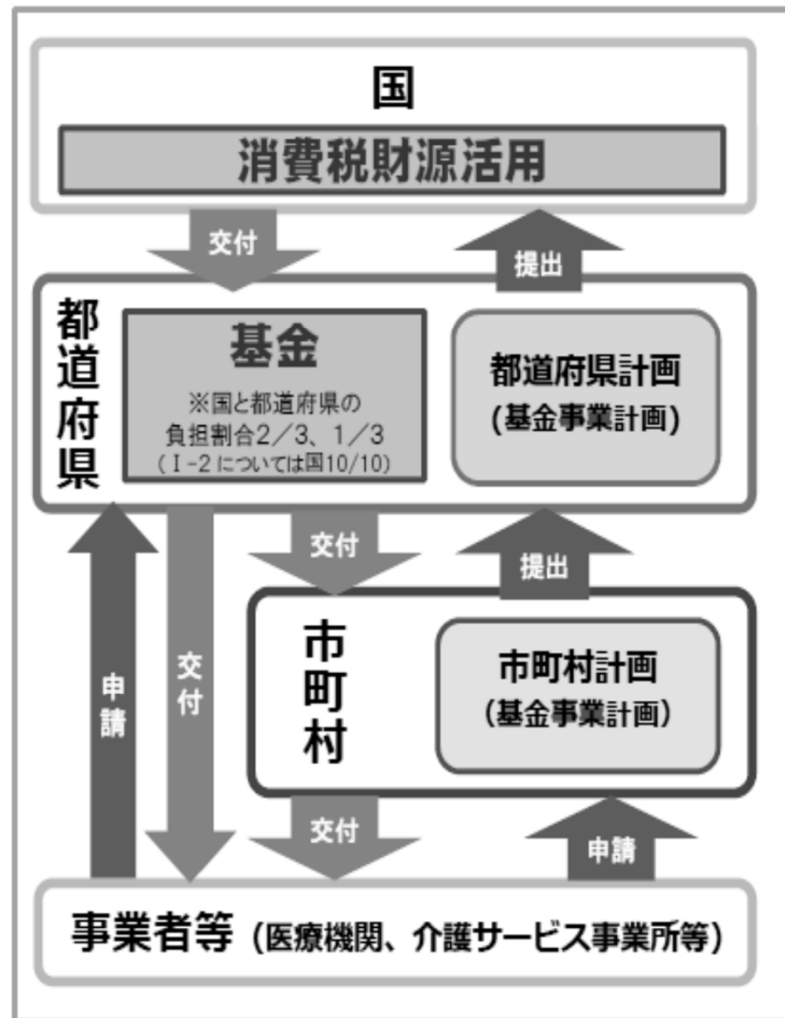 国
消費税財源活用
交付
提出
都道府県
基金
※国と都道府県の
負担割合2／3、1／3
(Ⅰ-2 については国10/10)
都道府県計画
(基金事業計画)
交付
提出
申請
交付
市町村
市町村計画
(基金事業計画)
交付
申請
事業者等 (医療機関、介護サービス事業所等)